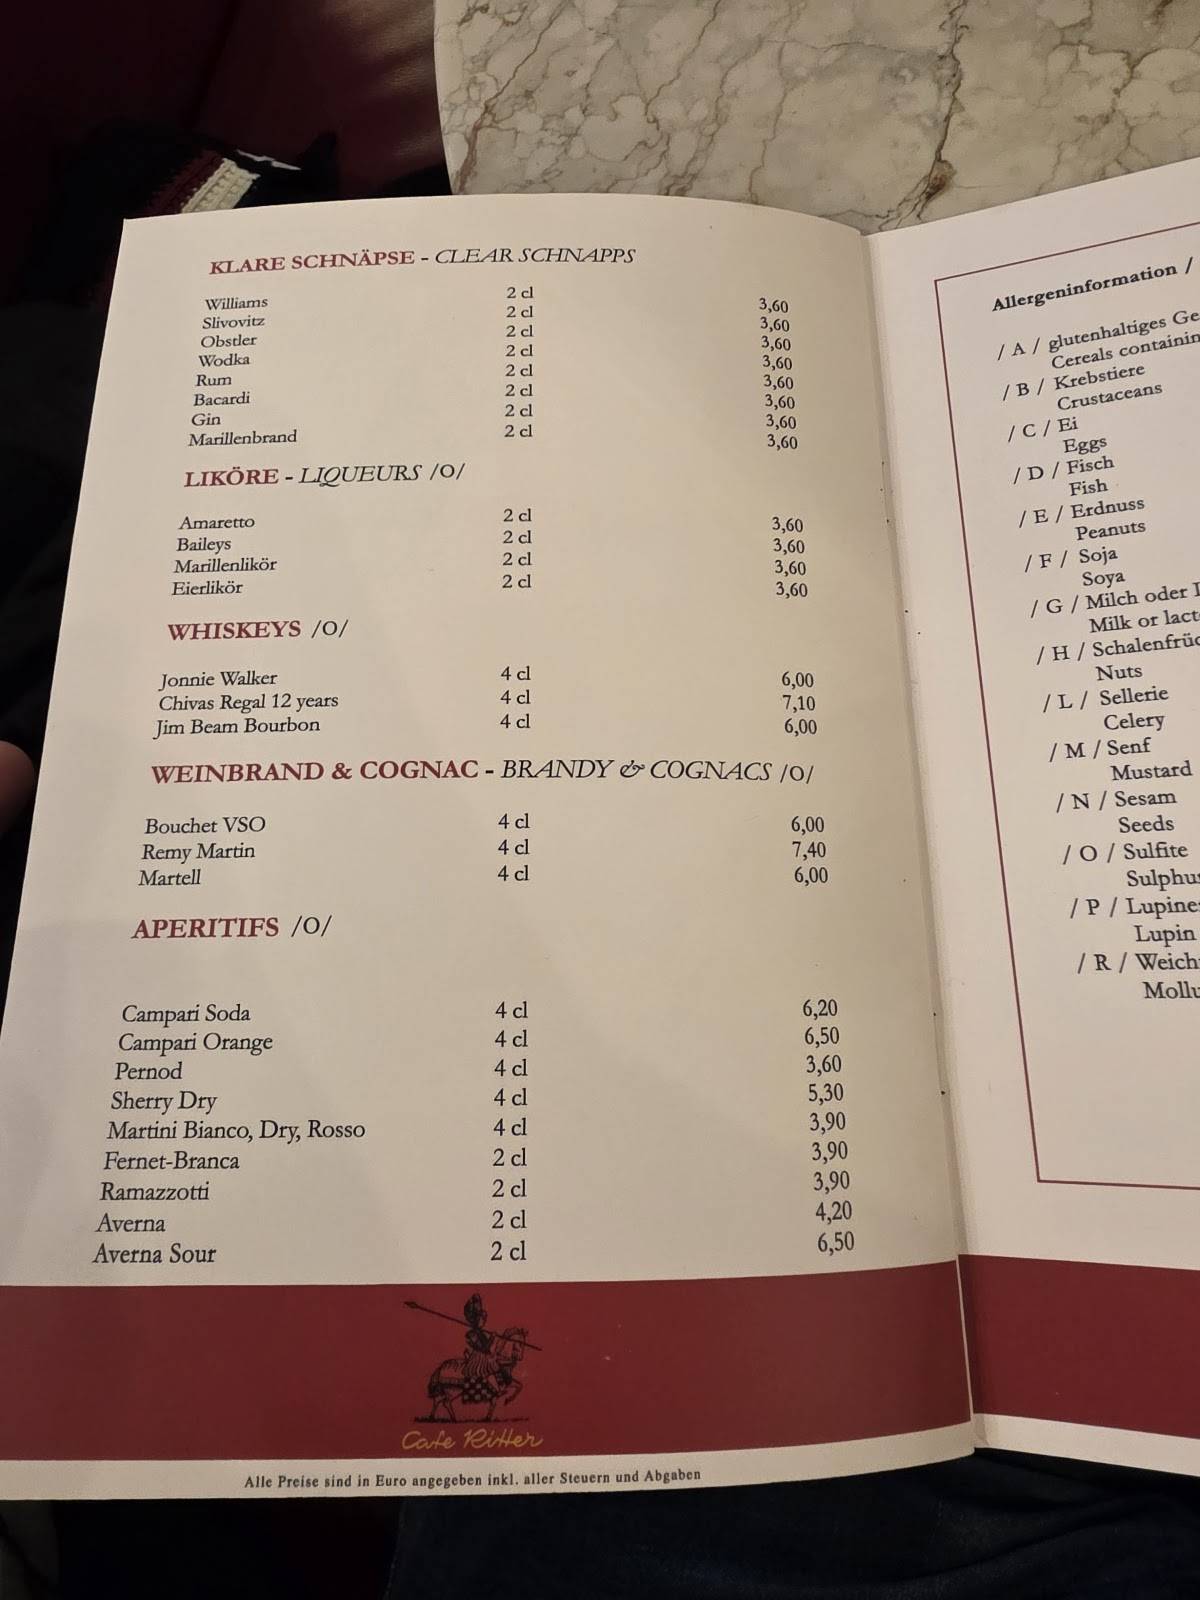 KLARE SCHNÄPSE - CLEAR SCHNAPPS
Williams 2 cl 3,60
Slivovitz 2 cl 3,60
Obstler 2 cl 3,60
Wodka 2 cl 3,60
Rum 2 cl 3,60
Bacardi 2 cl 3,60
Gin 2 cl 3,60
Marillenbrand 2 cl 3,60
LIKÖRE - LIQUEURS /O/
Amaretto 2 cl 3,60
Baileys 2 cl 3,60
Marillenlikör 2 cl 3,60
Eierlikör 2 cl 3,60
WHISKEYS /O/
Jonnie Walker 4 cl 6,00
Chivas Regal 12 years 4 cl 7,10
Jim Beam Bourbon 4 cl 6,00
WEINBRAND & COGNAC - BRANDY & COGNACS /O/
Bouchet VSO 4 cl 6,00
Remy Martin 4 cl 7,40
Martell 4 cl 6,00
APERITIFS /O/
Campari Soda 4 cl 6,20
Campari Orange 4 cl 6,50
Pernod 4 cl 3,60
Sherry Dry 4 cl 5,30
Martini Bianco, Dry, Rosso 4 cl 3,90
Fernet-Branca 2 cl 3,90
Ramazzotti 2 cl 3,90
Averna 2 cl 4,20
Averna Sour 2 cl 6,50
Cafe Ritter
Alle Preise sind in Euro angegeben inkl. aller Steuern und Abgaben
Allergeninformation /
/ A / glutenhaltiges
Cereals
/ B / Krebstiere
Crustaceans
/ C / Ei
Eggs
/ D / Fisch
Fish
/ E / Erdnuss
Peanuts
/ F / Soja
Soya
/ G / Milch oder
Milk or
/ H /
Nuts
/ L / Sellerie
Celery
/ M / Senf
Mustard
/ N / Sesam
Seeds
/ O / Sulfite
/ P /
Lupin
/ R /